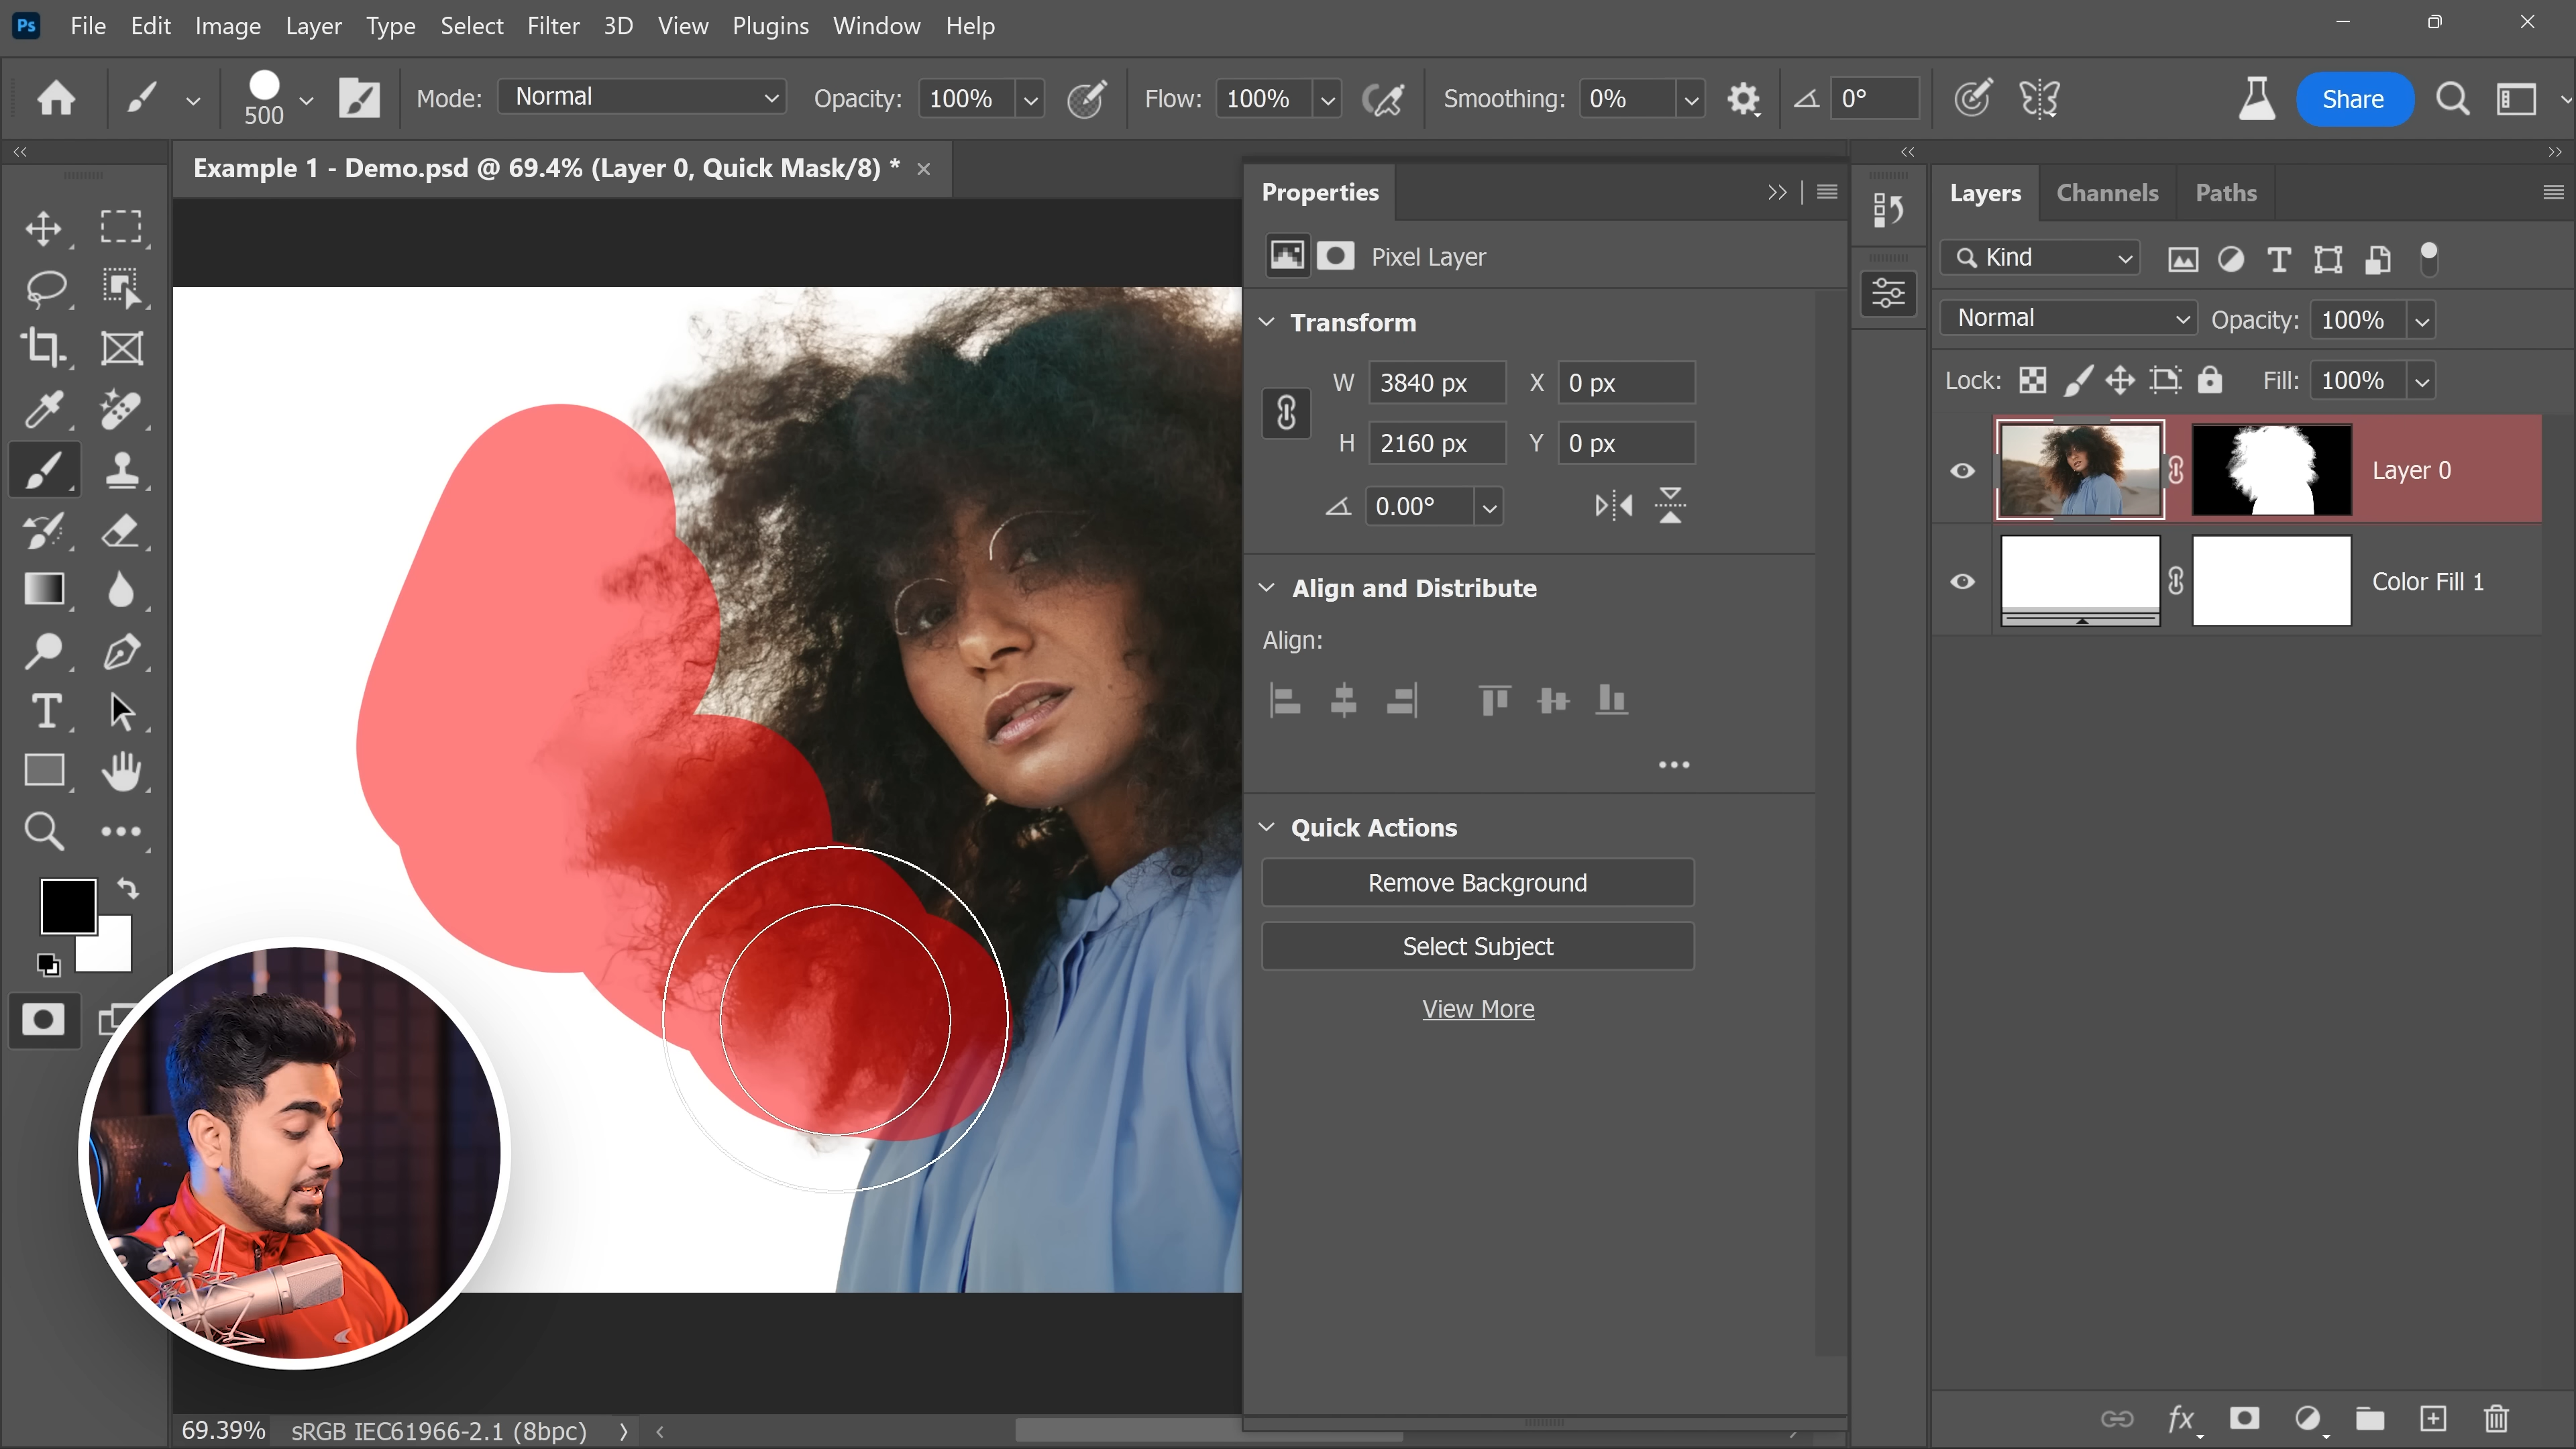 Ps File Edit Image Layer Type Select Filter 3D View Plugins Window Help
500 Mode: Normal Opacity: 100% Flow: 100% Smoothing: 0% 0° Share
Example 1 - Demo.psd @ 69.4% (Layer 0, Quick Mask/8) *
Properties
Pixel Layer
Transform
W 3840 px X 0 px
H 2160 px Y 0 px
0.00°
Align and Distribute
Align:
Quick Actions
Remove Background
Select Subject
View More
Layers Channels Paths
Kind
Normal Opacity: 100%
Lock: Fill: 100%
Layer 0
Color Fill 1
69.39% sRGB IEC61966-2.1 (8bpc)
fx